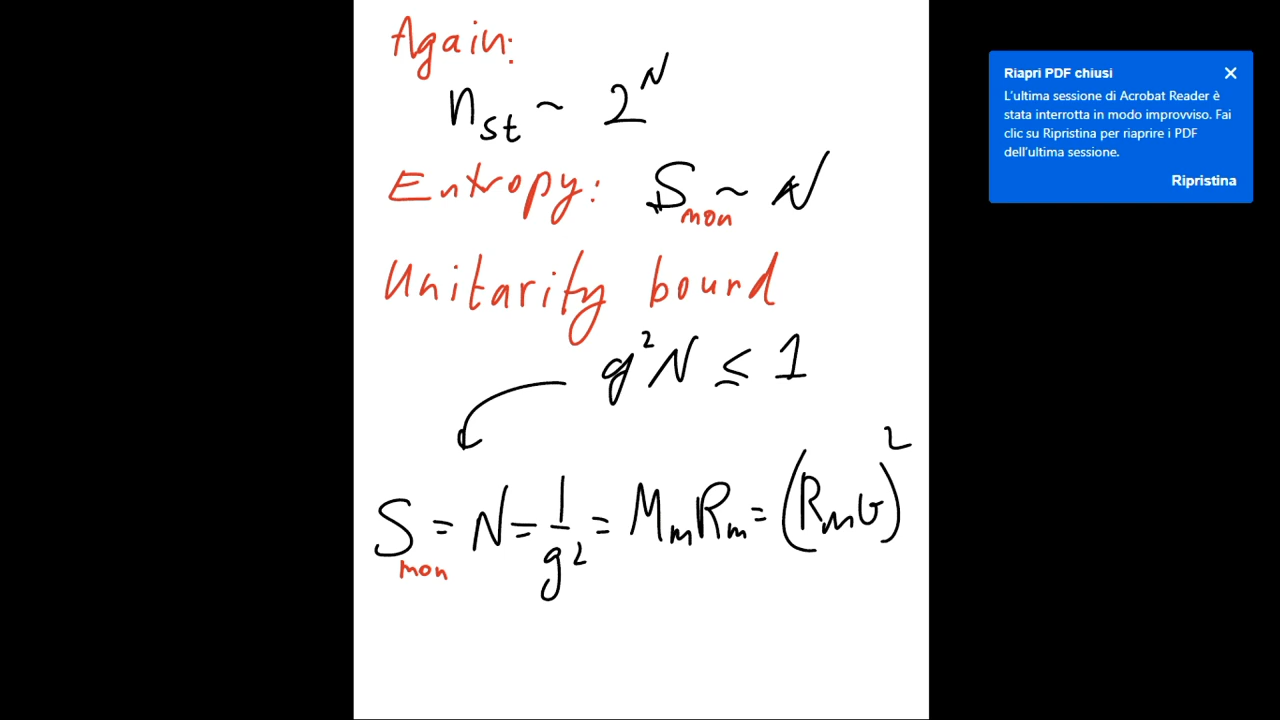 Again:
n_st ~ 2^N
Entropy: S_mon ~ N
Unitarity bound
g²N ≤ 1
S_mon = N = 1/g² = M_m R_m = (R_m v)²
Riapri PDF chiusi
L'ultima sessione di Acrobat Reader è
stata interrotta in modo improvviso. Fai
clic su Ripristina per riaprire i PDF
dell'ultima sessione.
Ripristina